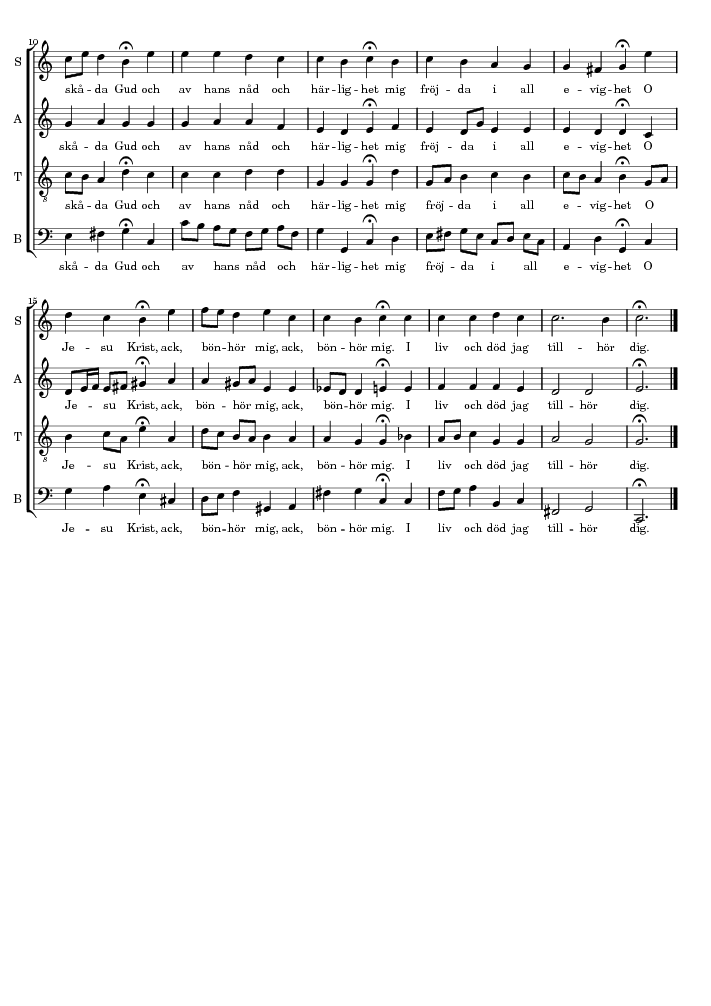 10
S
skå - da Gud och av hans nåd och här - lig - het mig fröj - da i all e - vig - het O
A
skå - da Gud och av hans nåd och här - lig - het mig fröj - da i all e - vig - het O
T
8
skå - da Gud och av hans nåd och här - lig - het mig fröj - da i all e - vig - het O
B
skå - da Gud och av hans nåd och här - lig - het mig fröj - da i all e - vig - het O
15
S
Je - su Krist, ack, bön - hör mig, ack, bön - hör mig. I liv och död jag till - hör dig.
A
Je - su Krist, ack, bön - hör mig, ack, bön - hör mig. I liv och död jag till - hör dig.
T
8
Je - su Krist, ack, bön - hör mig, ack, bön - hör mig. I liv och död jag till - hör dig.
B
Je - su Krist, ack, bön - hör mig, ack, bön - hör mig. I liv och död jag till - hör dig.